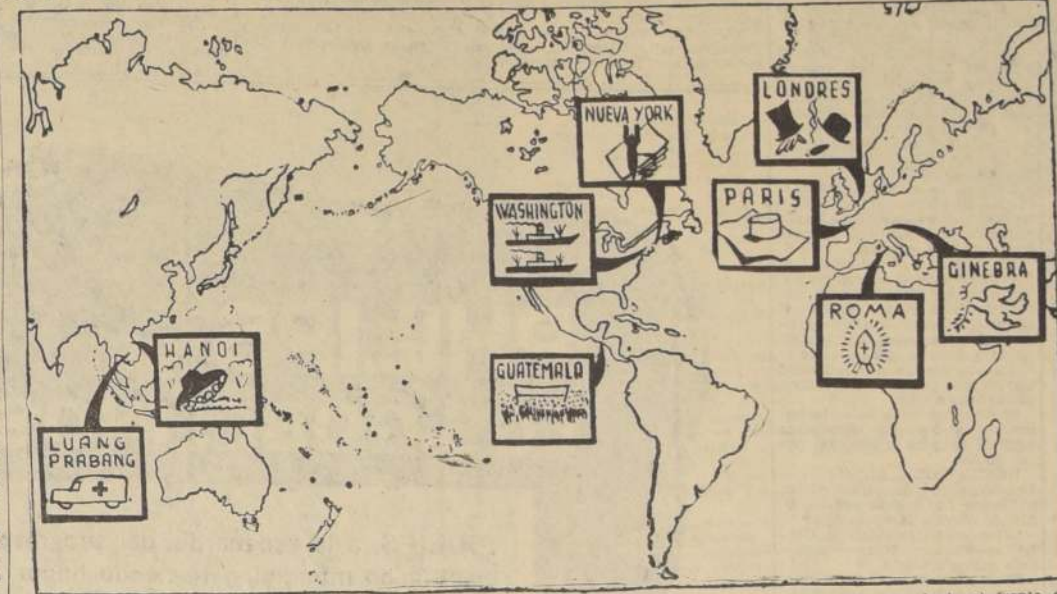 LONDRES
NUEVA YORK
PARIS
WASHINGTON
GINEBRA
ROMA
HANOI
GUATEMALA
LUANG
PRABANG